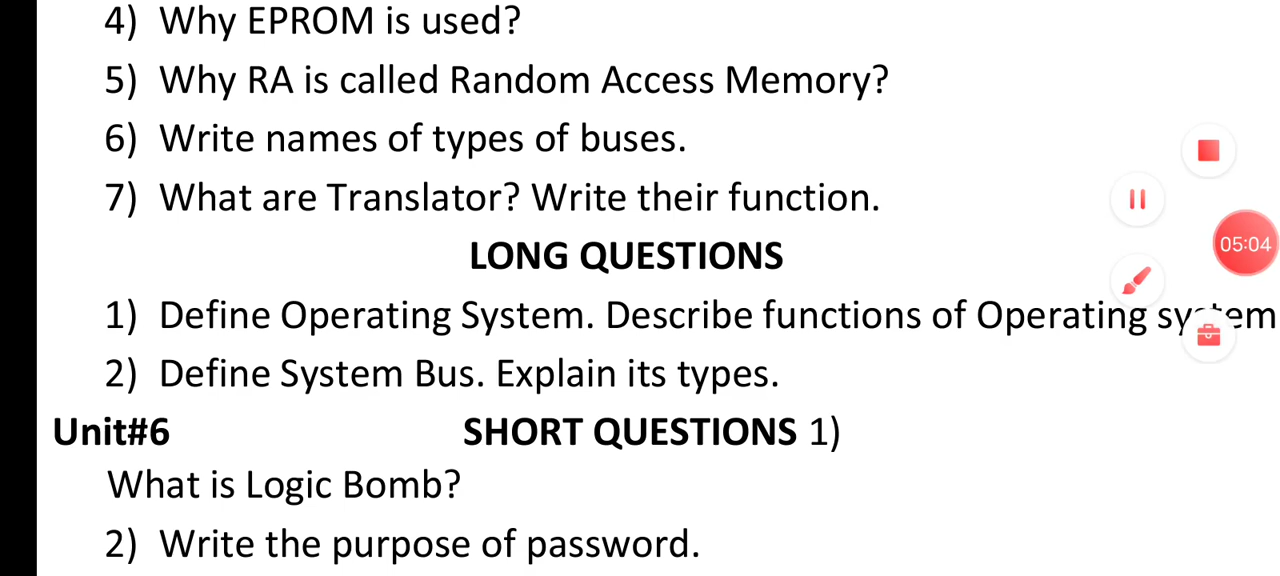 4) Why EPROM is used?
5) Why RA is called Random Access Memory?
6) Write names of types of buses.
7) What are Translator? Write their function.
LONG QUESTIONS
1) Define Operating System. Describe functions of Operating system
2) Define System Bus. Explain its types.
Unit#6 SHORT QUESTIONS 1)
What is Logic Bomb?
2) Write the purpose of password.
05:04